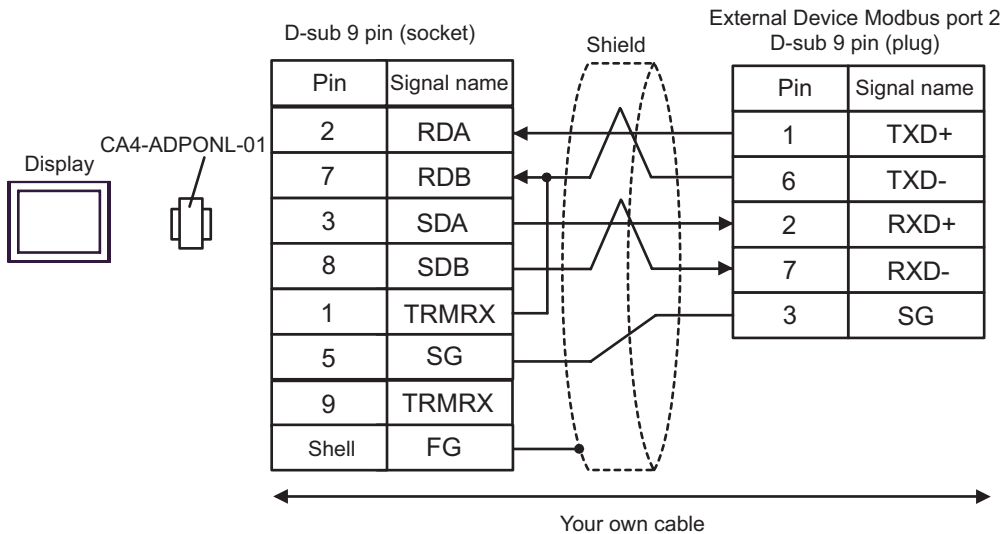 External Device Modbus port 2
D-sub 9 pin (socket)
D-sub 9 pin (plug)
Shield
Pin Signal name
Pin Signal name
2 RDA
1 TXD+
CA4-ADPONL-01
Display
7 RDB
6 TXD-
3 SDA
2 RXD+
8 SDB
7 RXD-
1 TRMRX
3 SG
5 SG
9 TRMRX
Shell FG
Your own cable